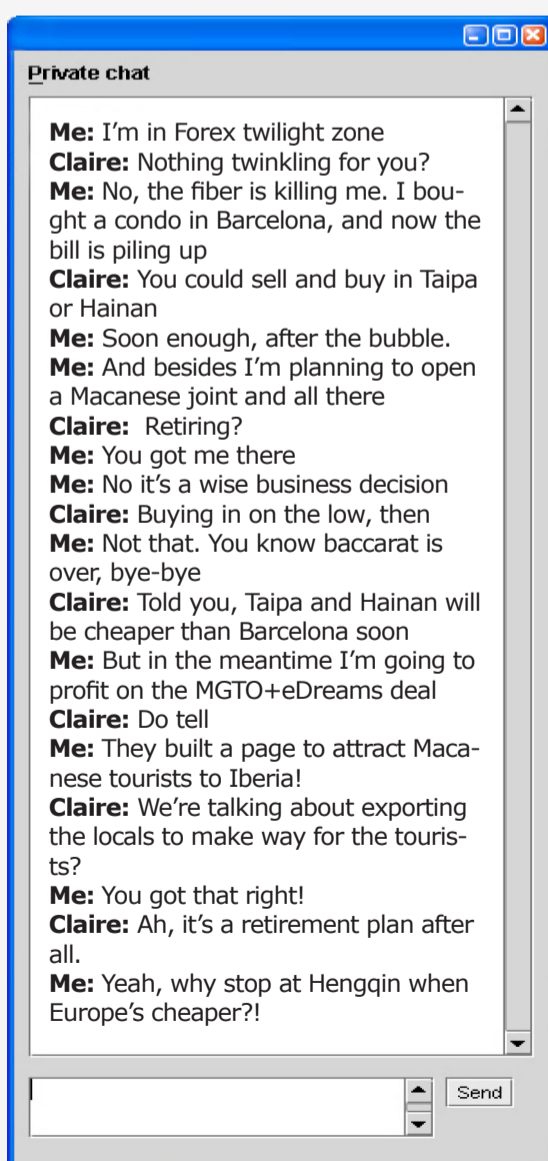 Private chat
Me: I’m in Forex twilight zone
Claire: Nothing twinkling for you?
Me: No, the fiber is killing me. I bou-
ght a condo in Barcelona, and now the
bill is piling up
Claire: You could sell and buy in Taipa
or Hainan
Me: Soon enough, after the bubble.
Me: And besides I’m planning to open
a Macanese joint and all there
Claire:  Retiring?
Me: You got me there
Me: No it’s a wise business decision
Claire: Buying in on the low, then
Me: Not that. You know baccarat is
over, bye-bye
Claire: Told you, Taipa and Hainan will
be cheaper than Barcelona soon
Me: But in the meantime I’m going to
profit on the MGTO+eDreams deal
Claire: Do tell
Me: They built a page to attract Maca-
nese tourists to Iberia!
Claire: We’re talking about exporting
the locals to make way for the touris-
ts?
Me: You got that right!
Claire: Ah, it’s a retirement plan after
all.
Me: Yeah, why stop at Hengqin when
Europe’s cheaper?!
Send